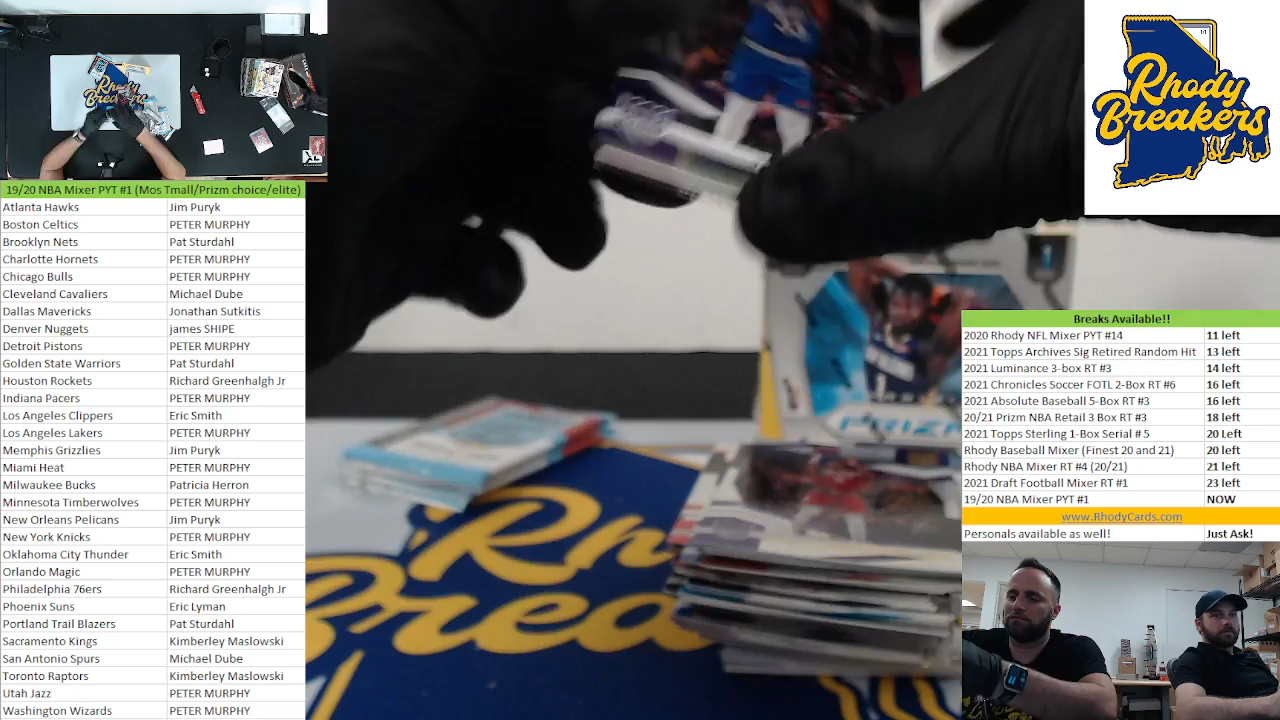 19/20 NBA Mixer PYT #1 (Mos Tmall/Prizm choice/elite)
Atlanta Hawks Jim Puryk
Boston Celtics PETER MURPHY
Brooklyn Nets Pat Sturdahl
Charlotte Hornets PETER MURPHY
Chicago Bulls PETER MURPHY
Cleveland Cavaliers Michael Dube
Dallas Mavericks Jonathan Sutkitis
Denver Nuggets james SHIPE
Detroit Pistons PETER MURPHY
Golden State Warriors Pat Sturdahl
Houston Rockets Richard Greenhalgh Jr
Indiana Pacers PETER MURPHY
Los Angeles Clippers Eric Smith
Los Angeles Lakers PETER MURPHY
Memphis Grizzlies Jim Puryk
Miami Heat PETER MURPHY
Milwaukee Bucks Patricia Herron
Minnesota Timberwolves PETER MURPHY
New Orleans Pelicans Jim Puryk
New York Knicks PETER MURPHY
Oklahoma City Thunder Eric Smith
Orlando Magic PETER MURPHY
Philadelphia 76ers Richard Greenhalgh Jr
Phoenix Suns Eric Lyman
Portland Trail Blazers Pat Sturdahl
Sacramento Kings Kimberley Maslowski
San Antonio Spurs Michael Dube
Toronto Raptors Kimberley Maslowski
Utah Jazz PETER MURPHY
Washington Wizards PETER MURPHY
Rhody
Breakers
Breaks Available!!
2020 Rhody NFL Mixer PYT #14 11 left
2021 Topps Archives Sig Retired Random Hit 13 left
2021 Luminance 3-box RT #3 14 left
2021 Chronicles Soccer FOTL 2-Box RT #6 16 left
2021 Absolute Baseball 5-Box RT #3 16 left
20/21 Prizm NBA Retail 3 Box RT #3 18 left
2021 Topps Sterling 1-Box Serial # 5 20 Left
Rhody Baseball Mixer (Finest 20 and 21) 20 left
Rhody NBA Mixer RT #4 (20/21) 21 left
2021 Draft Football Mixer RT #1 23 left
19/20 NBA Mixer PYT #1 NOW
www.RhodyCards.com
Personals available as well! Just Ask!
PRIZM
Rh
Brea